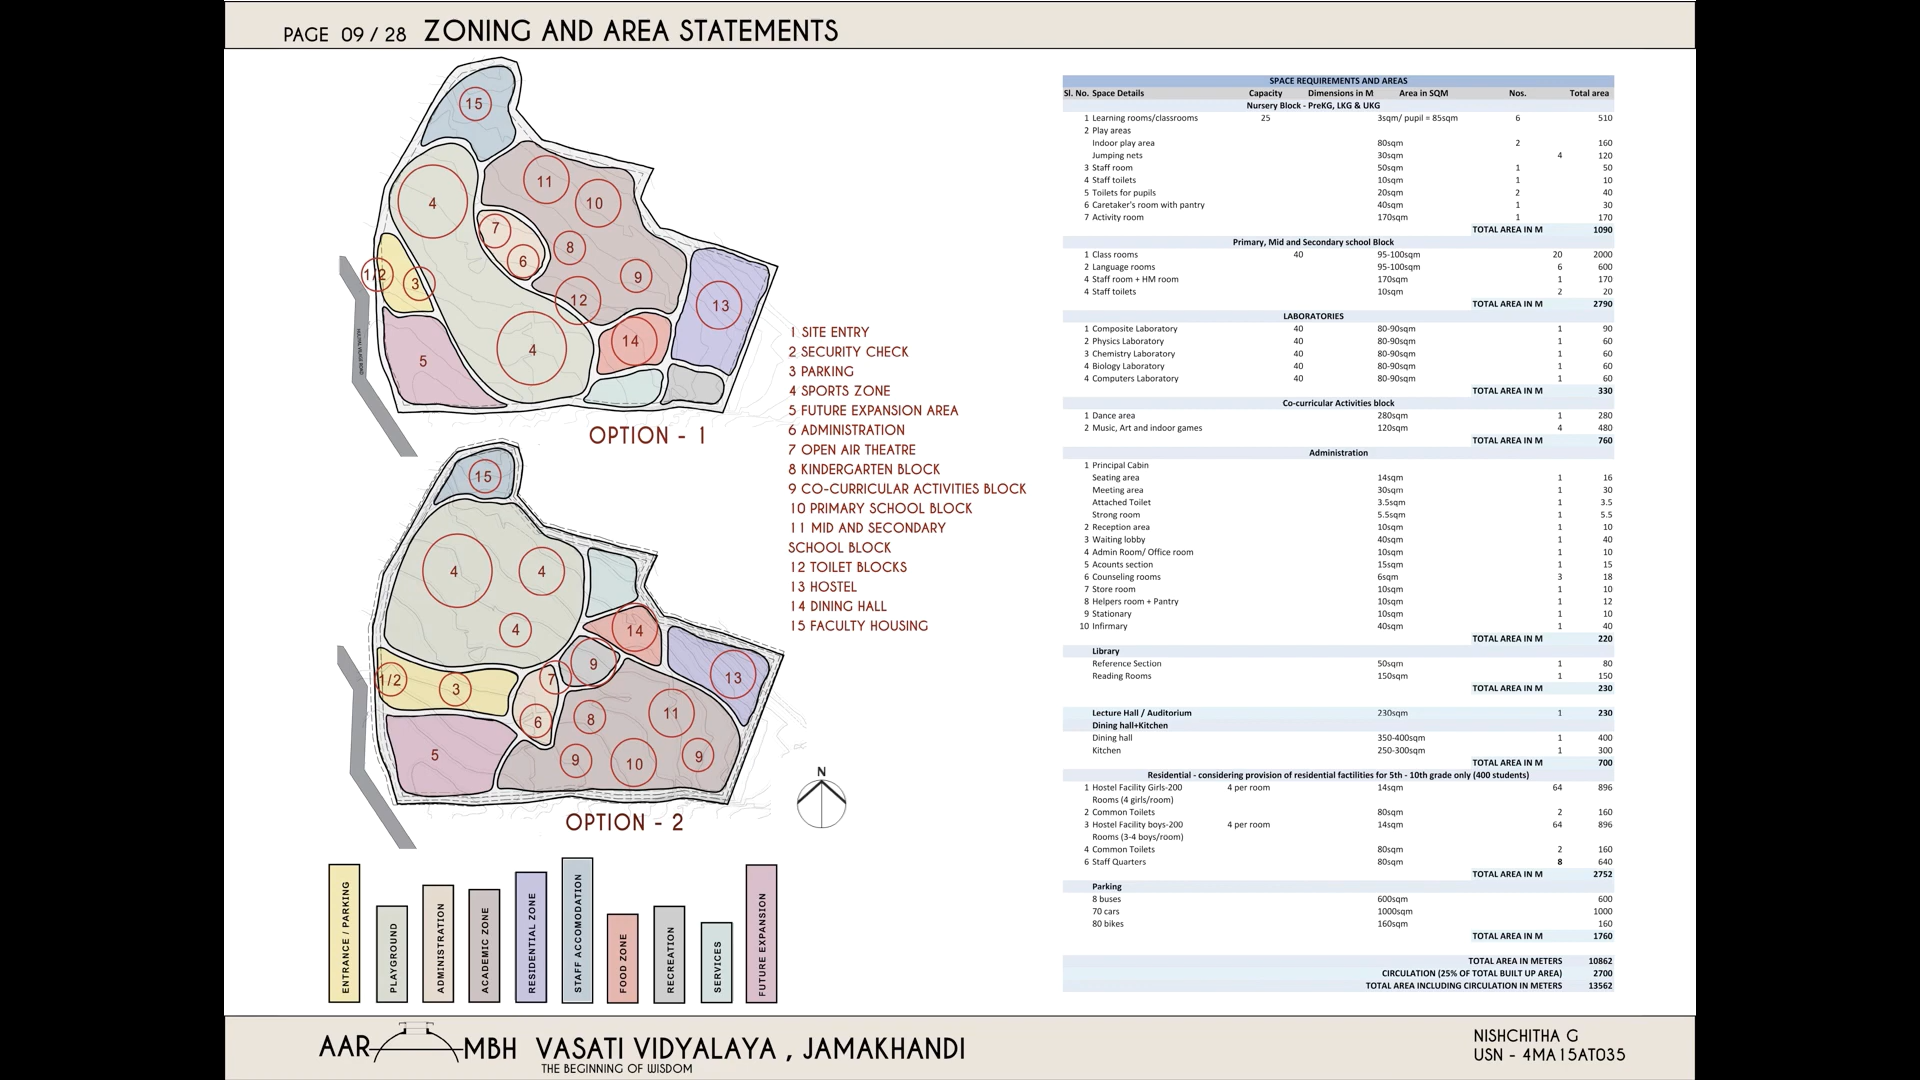 PAGE 09 / 28 ZONING AND AREA STATEMENTS
15
11
4
10
7
8
6
1/2
3
9
12
13
14
4
5
OPTION - 1
15
4
4
4
14
9
1/2
3
7
13
6
8
11
5
9
10
9
OPTION - 2
N
1 SITE ENTRY
2 SECURITY CHECK
3 PARKING
4 SPORTS ZONE
5 FUTURE EXPANSION AREA
6 ADMINISTRATION
7 OPEN AIR THEATRE
8 KINDERGARTEN BLOCK
9 CO-CURRICULAR ACTIVITIES BLOCK
10 PRIMARY SCHOOL BLOCK
11 MID AND SECONDARY
SCHOOL BLOCK
12 TOILET BLOCKS
13 HOSTEL
14 DINING HALL
15 FACULTY HOUSING
ENTRANCE / PARKING
PLAYGROUND
ADMINISTRATION
ACADEMIC ZONE
RESIDENTIAL ZONE
STAFF ACCOMODATION
FOOD ZONE
RECREATION
SERVICES
FUTURE EXPANSION
SPACE REQUIREMENTS AND AREAS
Sl. No. Space Details Capacity Dimensions in M Area in SQM Nos. Total area
Nursery Block - PreKG, LKG & UKG
1 Learning rooms/classrooms 25 3sqm/ pupil = 85sqm 6 510
2 Play areas
Indoor play area 80sqm 2 160
Jumping nets 30sqm 4 120
3 Staff room 50sqm 1 50
4 Staff toilets 10sqm 1 10
5 Toilets for pupils 20sqm 2 40
6 Caretaker's room with pantry 40sqm 1 30
7 Activity room 170sqm 1 170
TOTAL AREA IN M 1090
Primary, Mid and Secondary school Block
1 Class rooms 40 95-100sqm 20 2000
2 Language rooms 95-100sqm 6 600
4 Staff room + HM room 170sqm 1 170
4 Staff toilets 10sqm 2 20
TOTAL AREA IN M 2790
LABORATORIES
1 Composite Laboratory 40 80-90sqm 1 90
2 Physics Laboratory 40 80-90sqm 1 60
3 Chemistry Laboratory 40 80-90sqm 1 60
4 Biology Laboratory 40 80-90sqm 1 60
4 Computers Laboratory 40 80-90sqm 1 60
TOTAL AREA IN M 330
Co-curricular Activities block
1 Dance area 280sqm 1 280
2 Music, Art and indoor games 120sqm 4 480
TOTAL AREA IN M 760
Administration
1 Principal Cabin
Seating area 14sqm 1 16
Meeting area 30sqm 1 30
Attached Toilet 3.5sqm 1 3.5
Strong room 5.5sqm 1 5.5
2 Reception area 10sqm 1 10
3 Waiting lobby 40sqm 1 40
4 Admin Room/ Office room 10sqm 1 10
5 Acounts section 15sqm 1 15
6 Counseling rooms 6sqm 3 18
7 Store room 10sqm 1 10
8 Helpers room + Pantry 10sqm 1 12
9 Stationary 10sqm 1 10
10 Infirmary 40sqm 1 40
TOTAL AREA IN M 220
Library
Reference Section 50sqm 1 80
Reading Rooms 150sqm 1 150
TOTAL AREA IN M 230
Lecture Hall / Auditorium 230sqm 1 230
Dining hall+Kitchen
Dining hall 350-400sqm 1 400
Kitchen 250-300sqm 1 300
TOTAL AREA IN M 700
Residential - considering provision of residential factilities for 5th - 10th grade only (400 students)
1 Hostel Facility Girls-200 4 per room 14sqm 64 896
Rooms (4 girls/room)
2 Common Toilets 80sqm 2 160
3 Hostel Facility boys-200 4 per room 14sqm 64 896
Rooms (3-4 boys/room)
4 Common Toilets 80sqm 2 160
6 Staff Quarters 80sqm 8 640
TOTAL AREA IN M 2752
Parking
8 buses 600sqm 600
70 cars 1000sqm 1000
80 bikes 160sqm 160
TOTAL AREA IN M 1760
TOTAL AREA IN METERS 10862
CIRCULATION (25% OF TOTAL BUILT UP AREA) 2700
TOTAL AREA INCLUDING CIRCULATION IN METERS 13562
AAR MBH VASATI VIDYALAYA , JAMAKHANDI
THE BEGINNING OF WISDOM
NISHCHITHA G
USN - 4MA15AT035